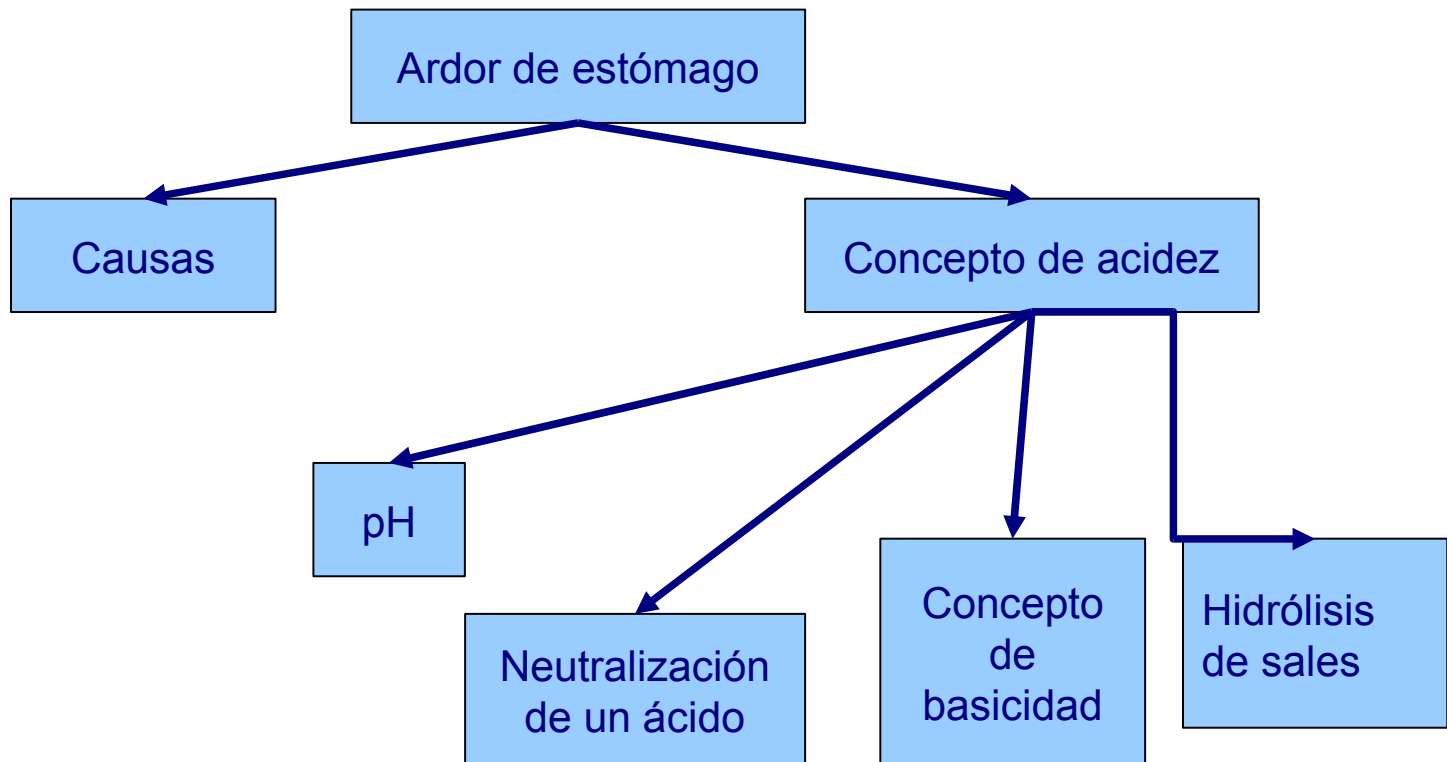 Ardor de estómago
Causas
Concepto de acidez
pH
Neutralización
de un ácido
Concepto
de
basicidad
Hidrólisis
de sales